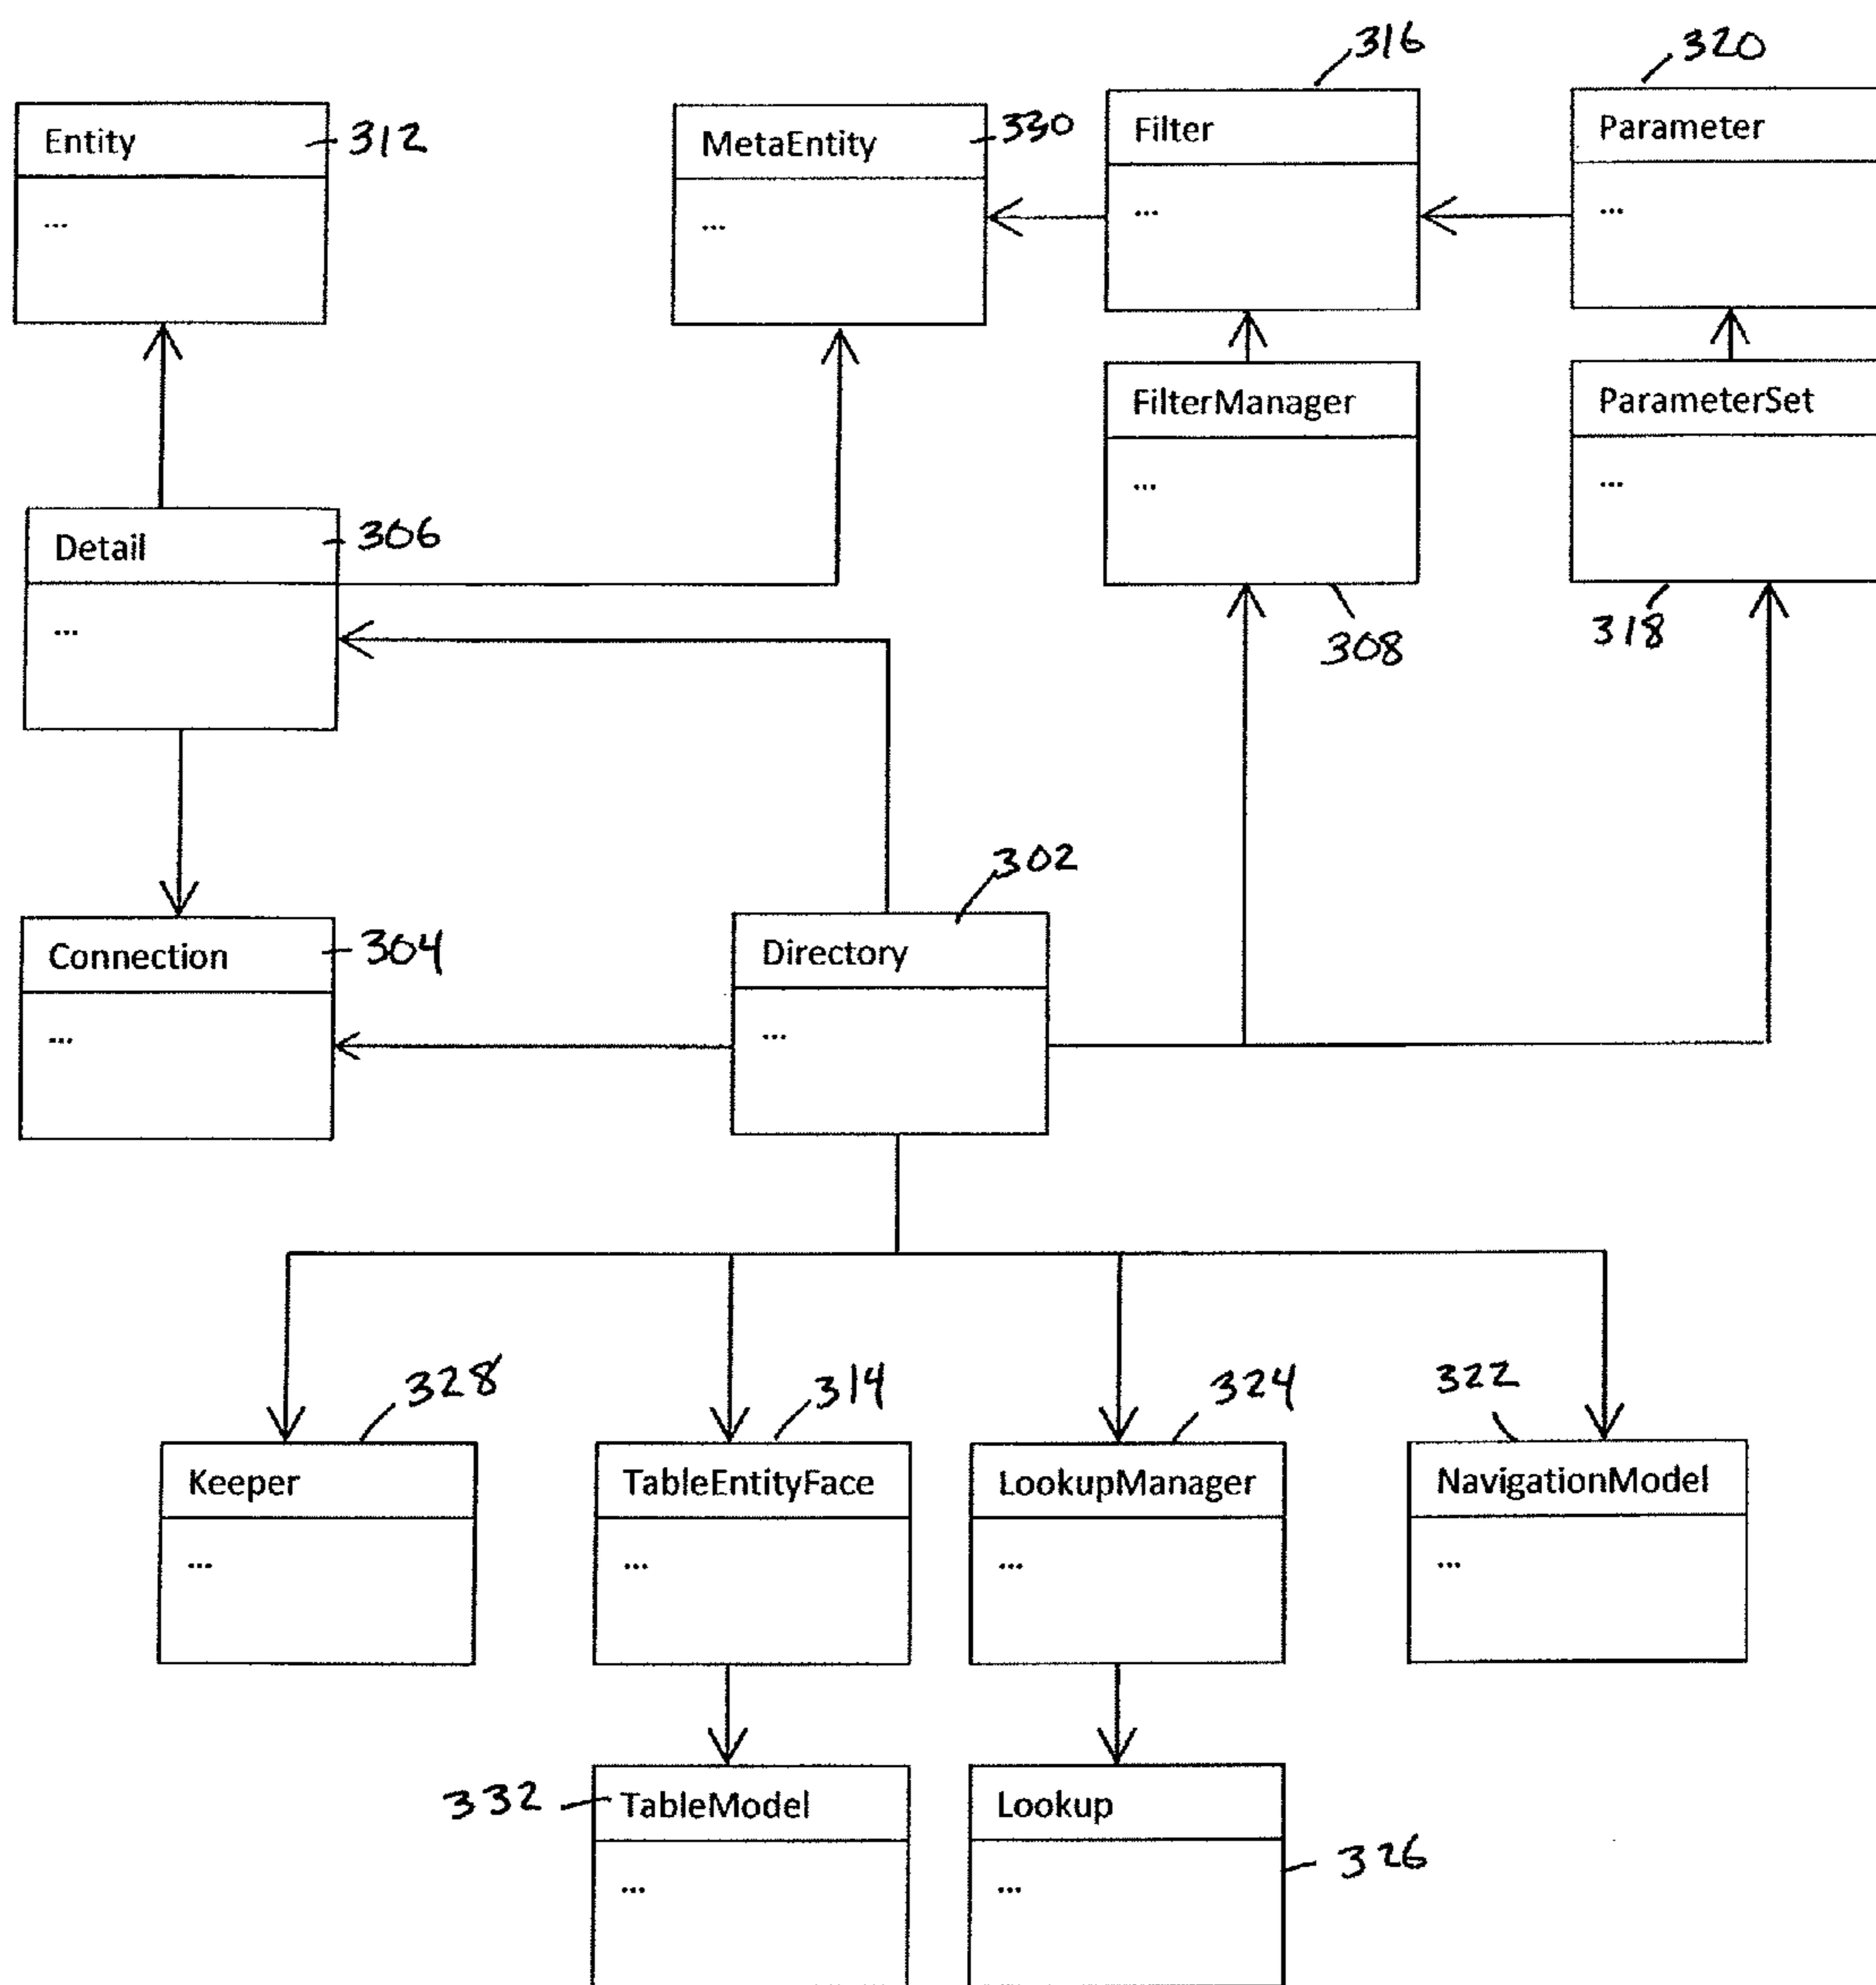 316
320
Entity
312
MetaEntity
330
Filter
Parameter
...
...
...
...
FilterManager
ParameterSet
...
...
Detail
306
...
308
318
302
Connection
304
Directory
...
...
328
314
324
322
Keeper
TableEntityFace
LookupManager
NavigationModel
...
...
...
...
332
TableModel
Lookup
326
...
...